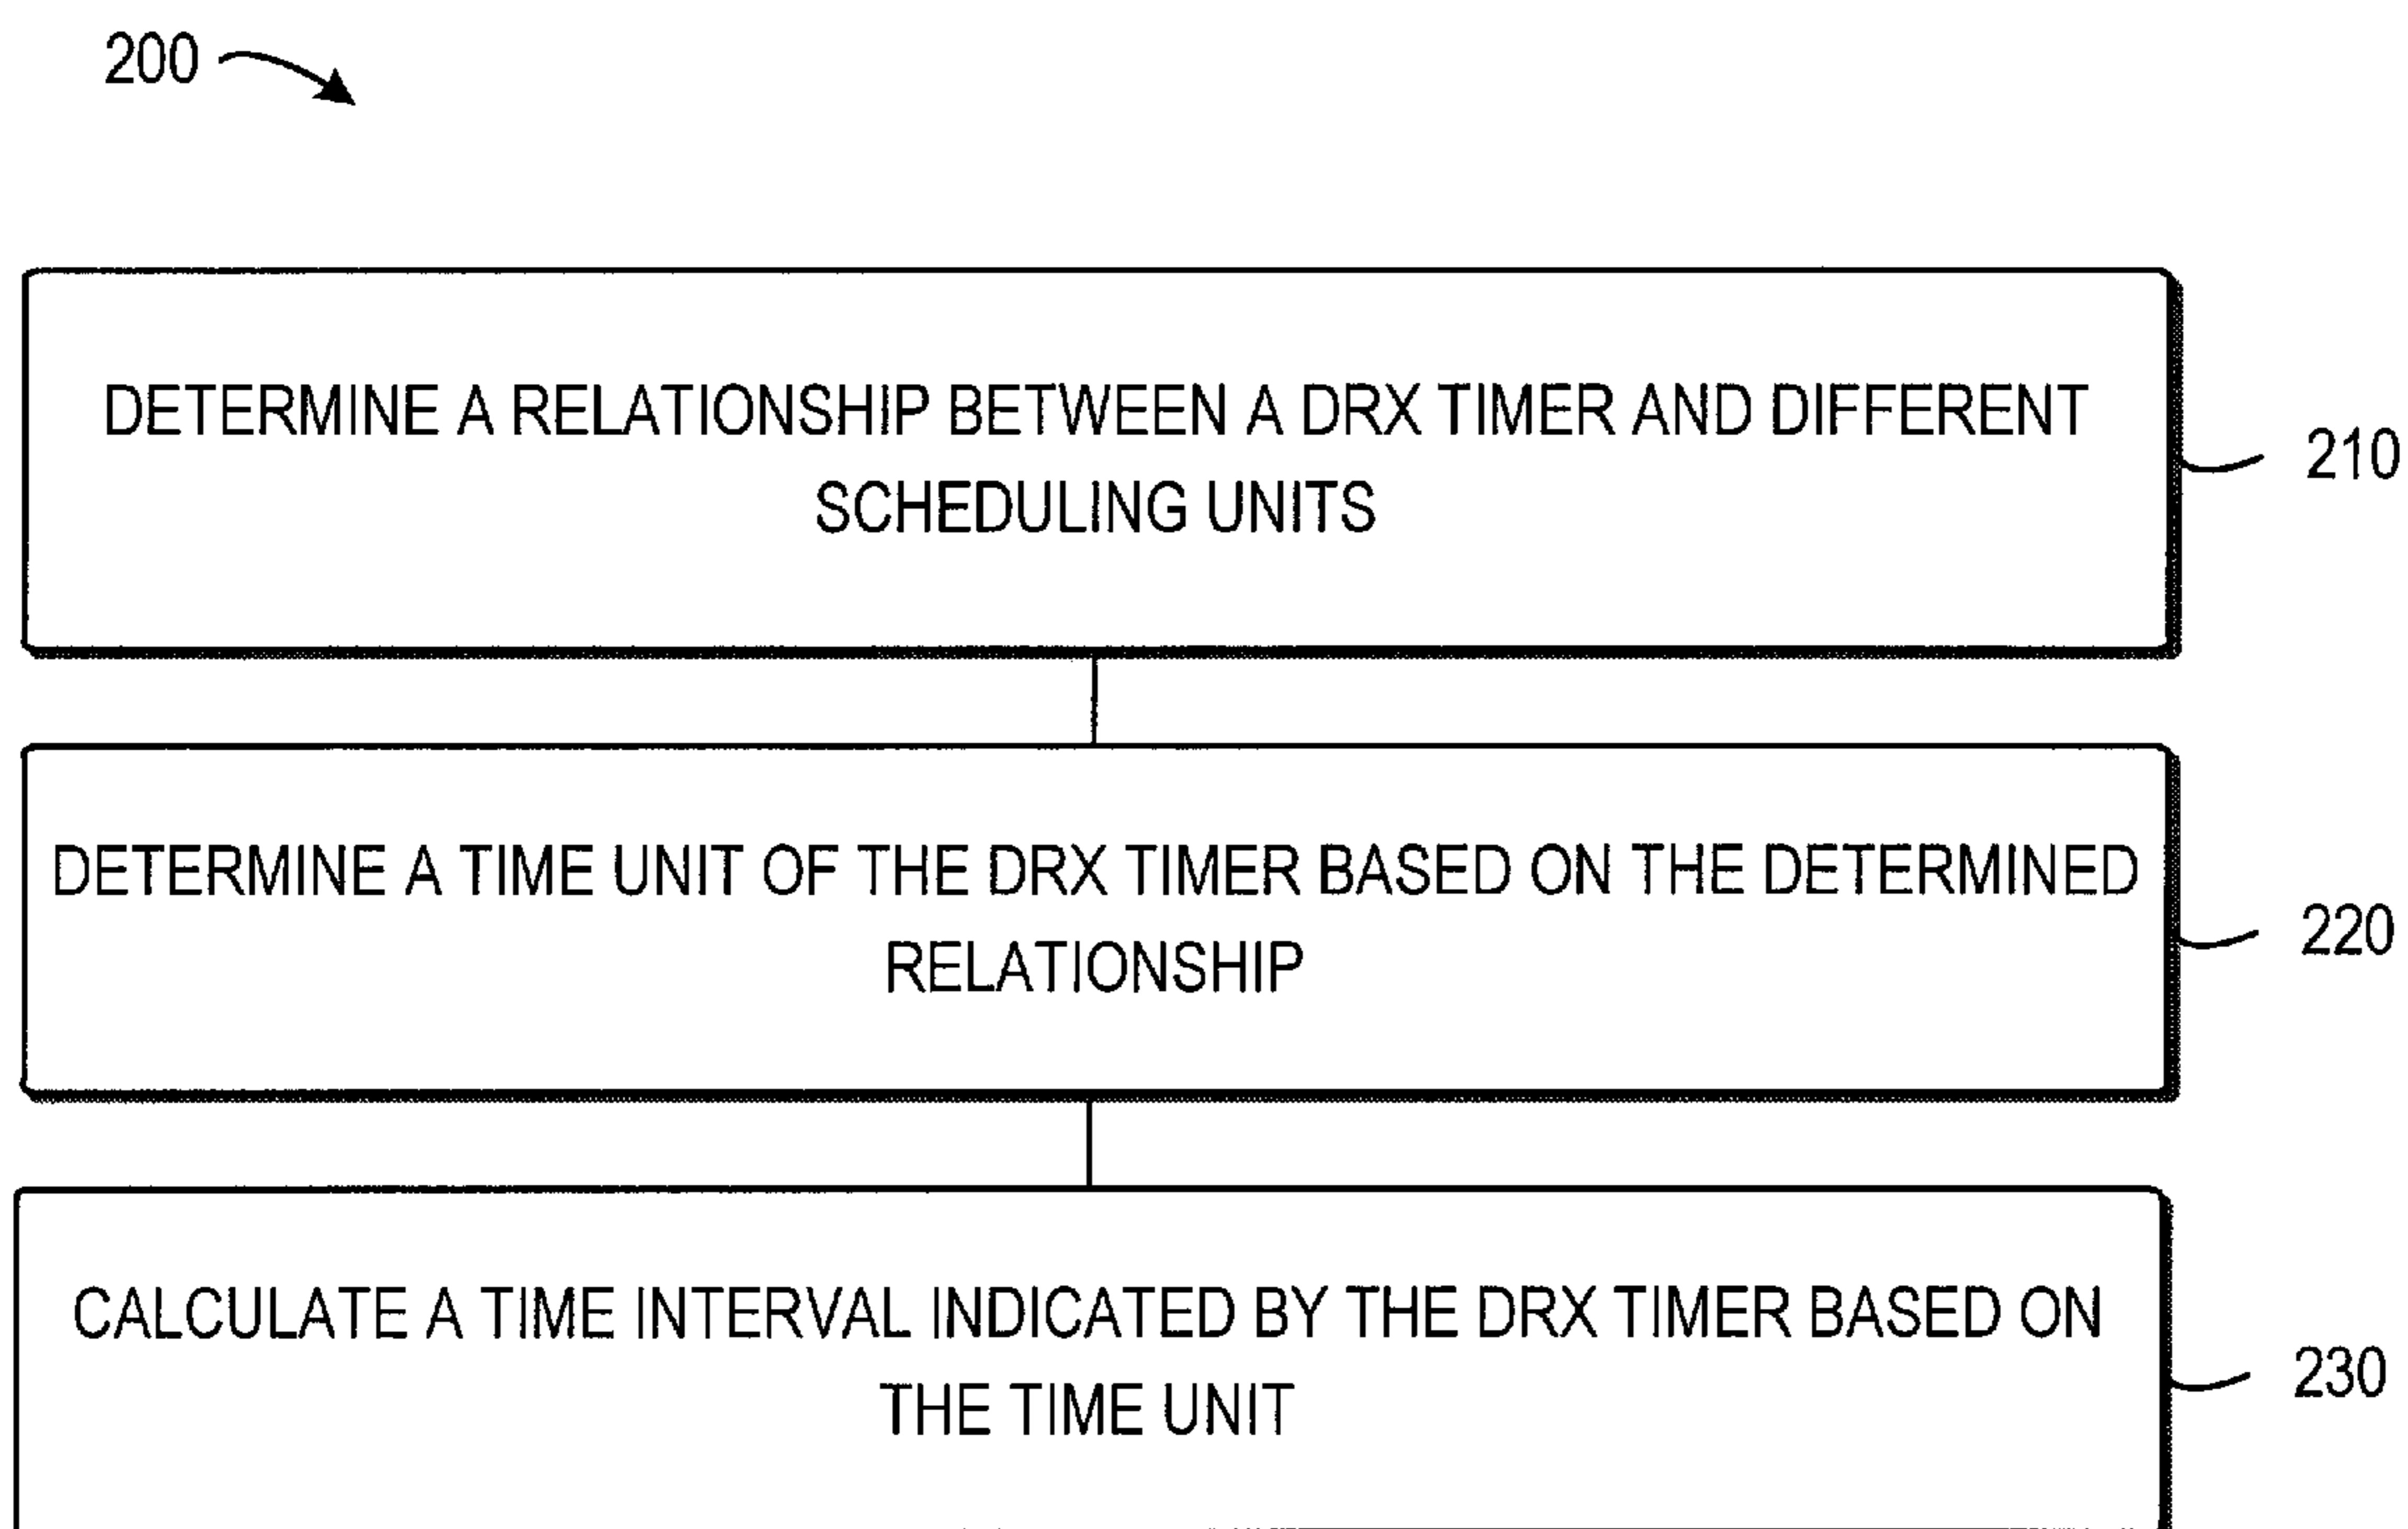 200
DETERMINE A RELATIONSHIP BETWEEN A DRX TIMER AND DIFFERENT
SCHEDULING UNITS
210
DETERMINE A TIME UNIT OF THE DRX TIMER BASED ON THE DETERMINED
RELATIONSHIP
220
CALCULATE A TIME INTERVAL INDICATED BY THE DRX TIMER BASED ON
THE TIME UNIT
230